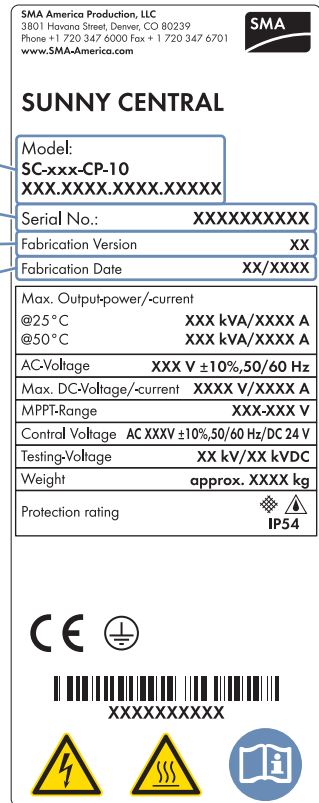 SMA America Production, LLC
3801 Havana Street, Denver, CO 80239
Phone +1 720 347 6000 Fax + 1 720 347 6701
www.SMA-America.com
SMA
SUNNY CENTRAL
Model:
SC-xxx-CP-10
XXX.XXXX.XXXX.XXXXX
Serial No.: XXXXXXXXXX
Fabrication Version XX
Fabrication Date XX/XXXX
Max. Output-power/-current
@25°C XXX kVA/XXXX A
@50°C XXX kVA/XXXX A
AC-Voltage XXX V ±10%,50/60 Hz
Max. DC-Voltage/-current XXXX V/XXXX A
MPPT-Range XXX-XXX V
Control Voltage AC XXXV ±10%,50/60 Hz/DC 24 V
Testing-Voltage XX kV/XX kVDC
Weight approx. XXXX kg
Protection rating IP54
CE
XXXXXXXXXX